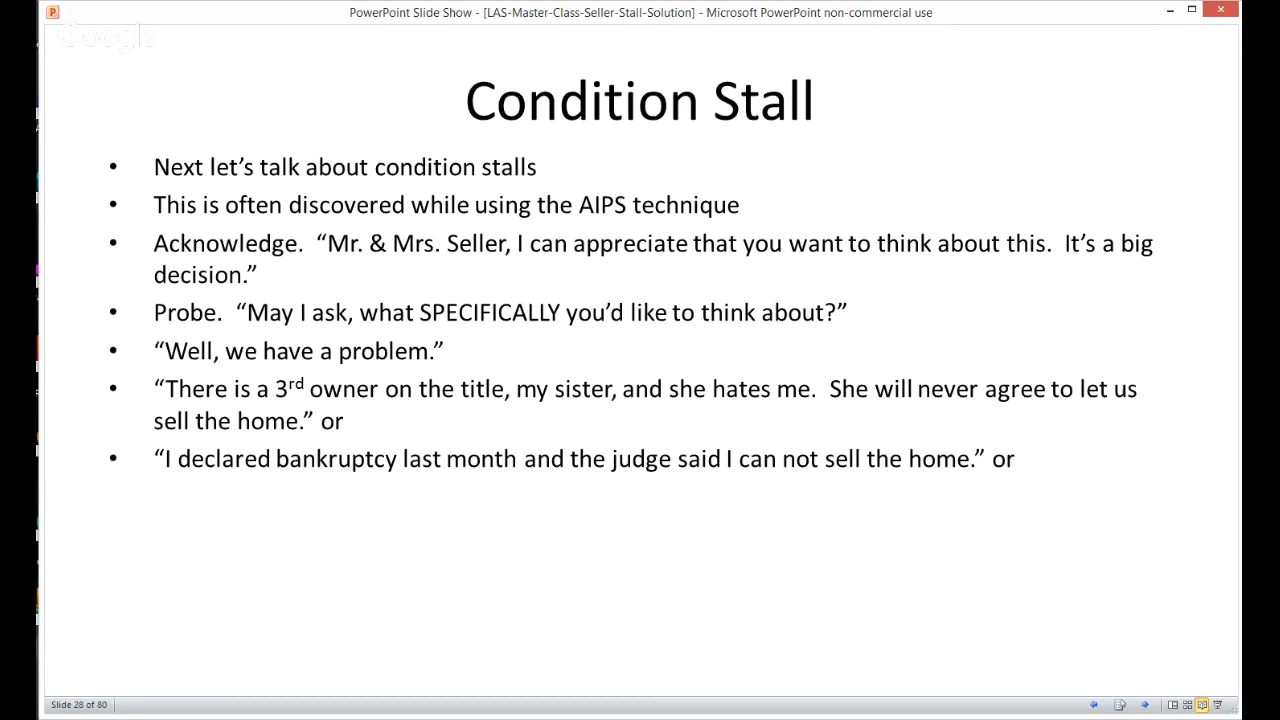 PowerPoint Slide Show - [LAS-Master-Class-Seller-Stall-Solution] - Microsoft PowerPoint non-commercial use
Google
Condition Stall
• Next let’s talk about condition stalls
• This is often discovered while using the AIPS technique
• Acknowledge. “Mr. & Mrs. Seller, I can appreciate that you want to think about this. It’s a big
decision.”
• Probe. “May I ask, what SPECIFICALLY you’d like to think about?”
• “Well, we have a problem.”
• “There is a 3rd owner on the title, my sister, and she hates me. She will never agree to let us
sell the home.” or
• “I declared bankruptcy last month and the judge said I can not sell the home.” or
Slide 28 of 80